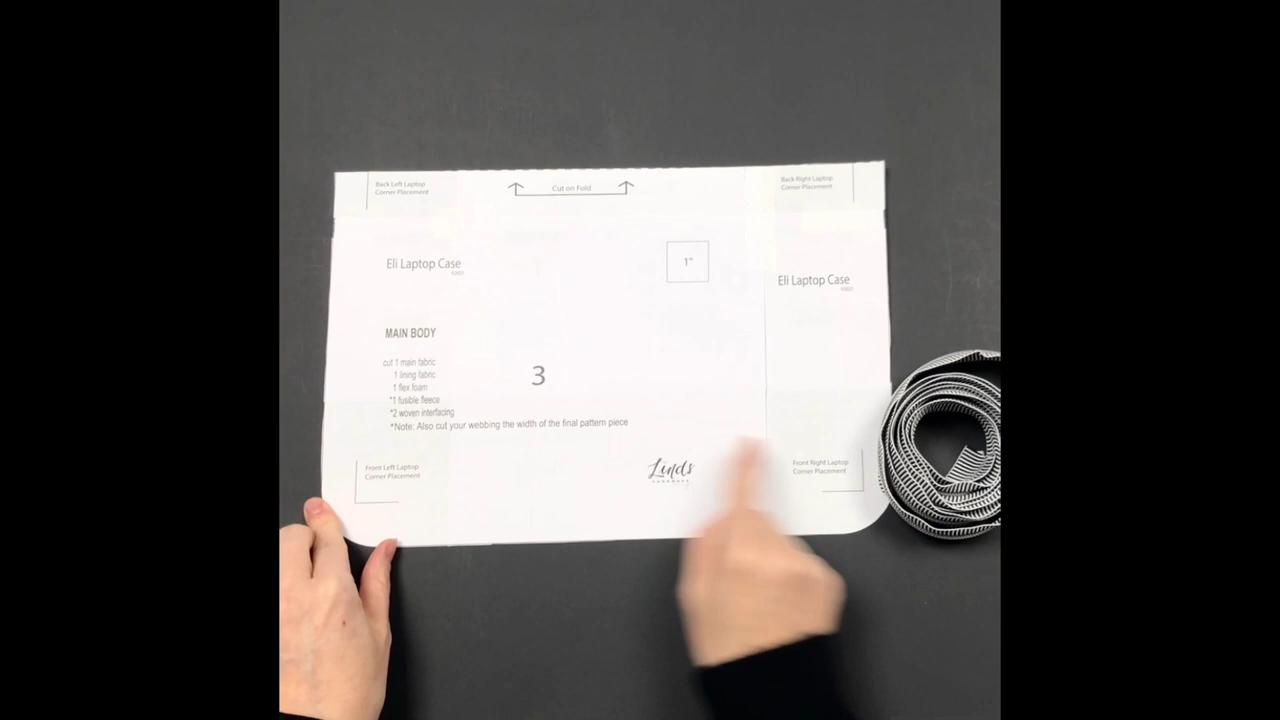 Back Left Laptop
Corner Placement
Cut on Fold
Back Right Laptop
Corner Placement
Eli Laptop Case
1"
Eli Laptop Case
MAIN BODY
cut 1 main fabric
1 lining fabric
1 flex foam
*1 fusible fleece
*2 woven interfacing
*Note: Also cut your webbing the width of the final pattern piece
3
Front Left Laptop
Corner Placement
Linds
HANDMADE
Front Right Laptop
Corner Placement